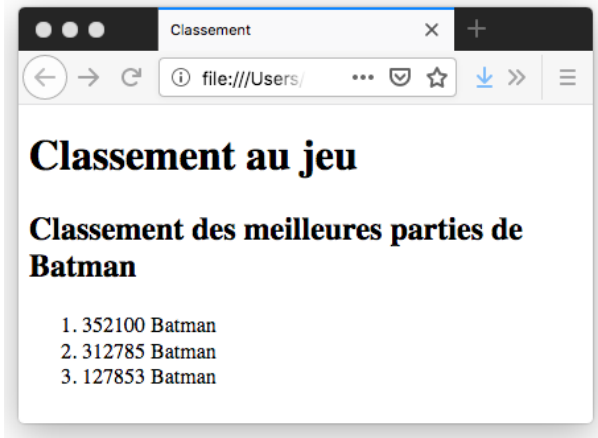 Classement
file:///Users/
Classement au jeu
Classement des meilleures parties de
Batman
1. 352100 Batman
2. 312785 Batman
3. 127853 Batman